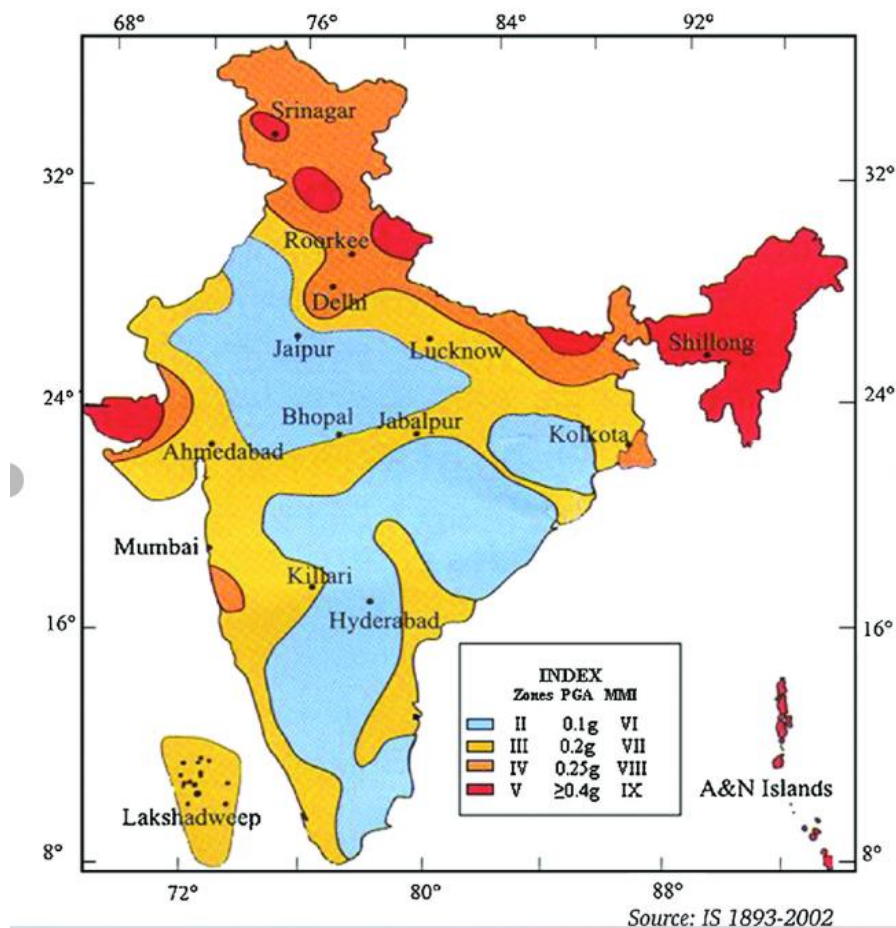 68° 76° 84° 92°
Srinagar
32° 32°
Roorkee
Delhi
Jaipur Lucknow Shillong
24° 24°
Bhopal Jabalpur
Ahmedabad Kolkota
Mumbai
Killari
Hyderabad
16° 16°
INDEX
Zones PGA MMI
II 0.1g VI
III 0.2g VII
IV 0.25g VIII
V ≥0.4g IX
A&N Islands
Lakshadweep
8° 8°
72° 80° 88°
Source: IS 1893-2002